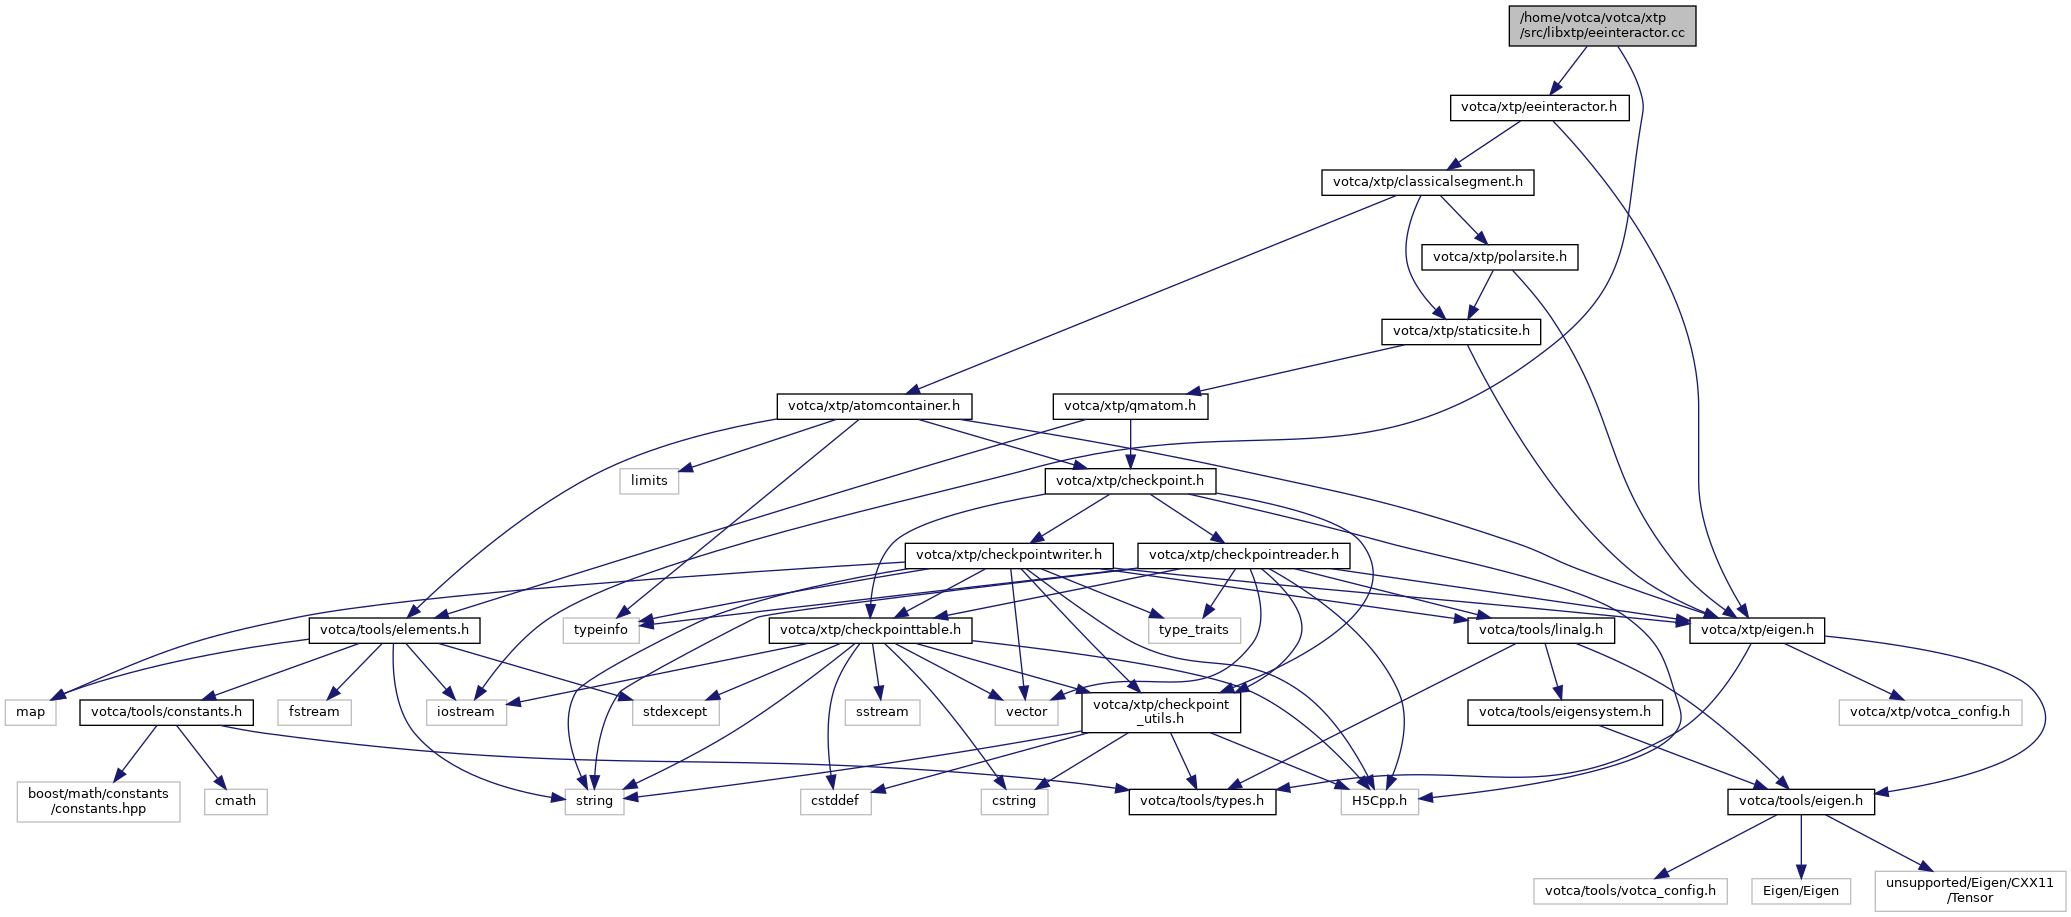 /home/votca/votca/xtp
/src/libxtp/eeinteractor.cc
votca/xtp/eeinteractor.h
votca/xtp/classicalsegment.h
votca/xtp/polarsite.h
votca/xtp/staticsite.h
votca/xtp/atomcontainer.h
votca/xtp/qmatom.h
limits
votca/xtp/checkpoint.h
votca/xtp/checkpointwriter.h
votca/xtp/checkpointreader.h
votca/tools/elements.h
typeinfo
votca/xtp/checkpointtable.h
type_traits
votca/tools/linalg.h
votca/xtp/eigen.h
map
votca/tools/constants.h
fstream
iostream
stdexcept
sstream
vector
votca/xtp/checkpoint
_utils.h
votca/tools/eigensystem.h
votca/xtp/votca_config.h
boost/math/constants
/constants.hpp
cmath
string
cstddef
cstring
votca/tools/types.h
H5Cpp.h
votca/tools/eigen.h
votca/tools/votca_config.h
Eigen/Eigen
unsupported/Eigen/CXX11
/Tensor